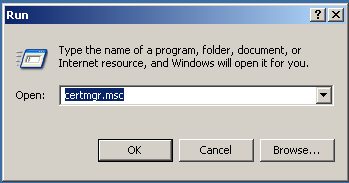 Run
Type the name of a program, folder, document, or
Internet resource, and Windows will open it for you.
Open: certmgr.msc
OK Cancel Browse...